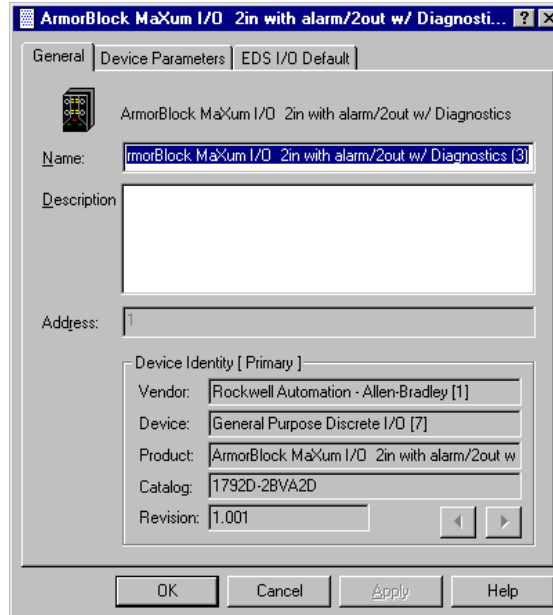 ArmorBlock MaXum I/O 2in with alarm/2out w/ Diagnosti... ? X
General Device Parameters EDS I/O Default
ArmorBlock MaXum I/O 2in with alarm/2out w/ Diagnostics
Name: rmorBlock MaXum I/O 2in with alarm/2out w/ Diagnostics (3)
Description
Address: 1
Device Identity [ Primary ]
Vendor: Rockwell Automation - Allen-Bradley [1]
Device: General Purpose Discrete I/O [7]
Product: ArmorBlock MaXum I/O 2in with alarm/2out w
Catalog: 1792D-2BVA2D
Revision: 1.001
OK Cancel Apply Help